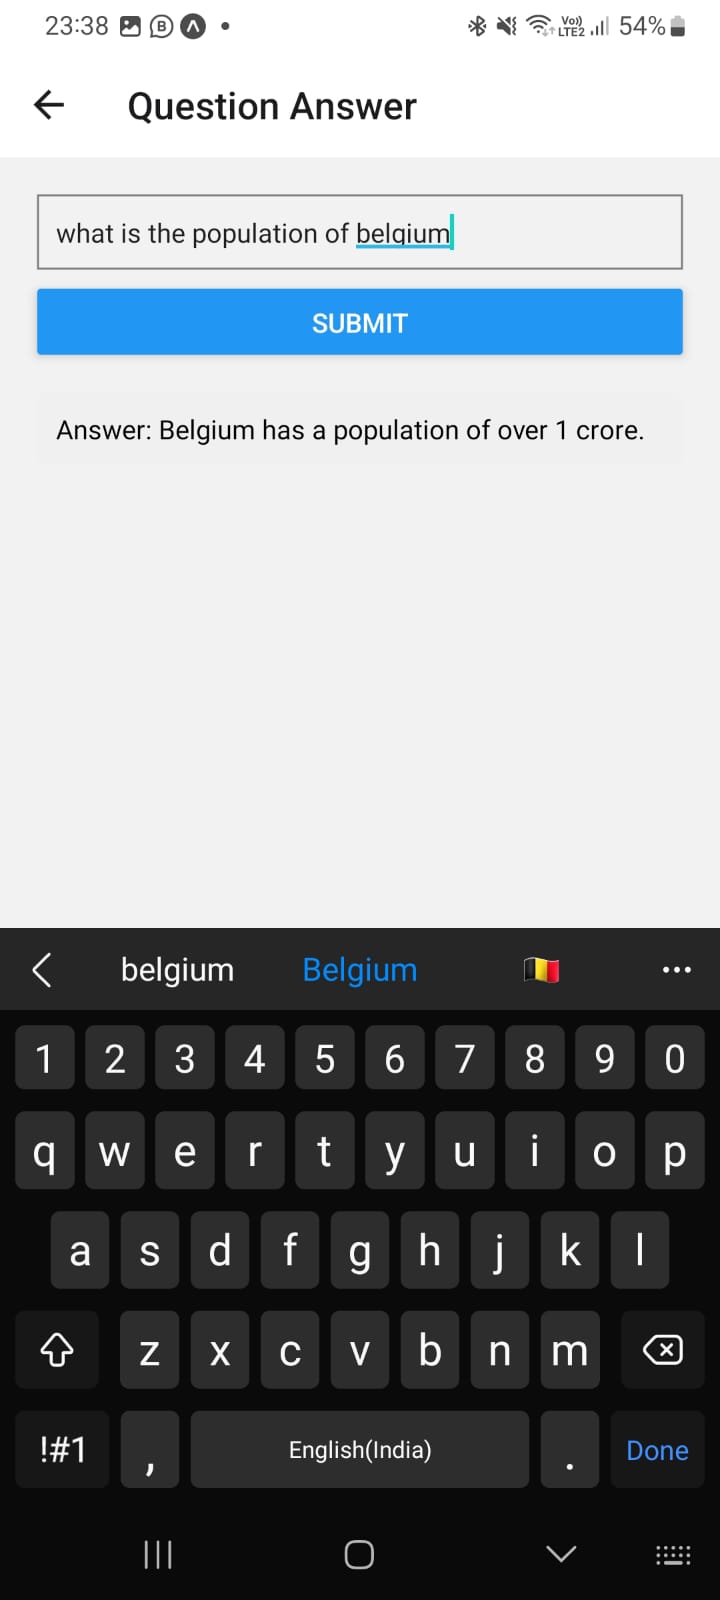 23:38
Vo))
LTE2
54%
Question Answer
what is the population of belgium
SUBMIT
Answer: Belgium has a population of over 1 crore.
belgium Belgium
1 2 3 4 5 6 7 8 9 0
q w e r t y u i o p
a s d f g h j k l
z x c v b n m
!#1 , English(India) . Done